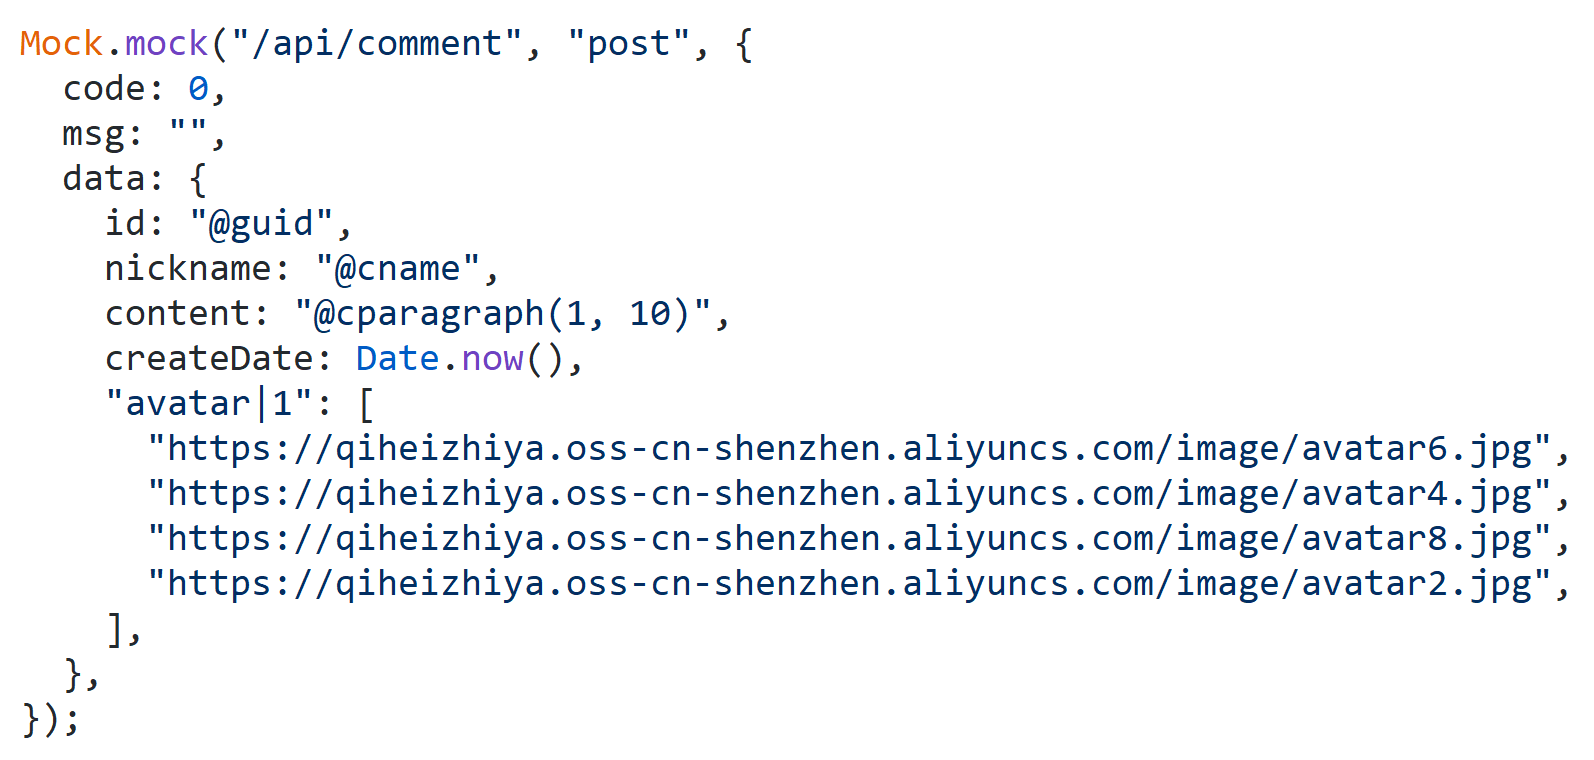 Mock.mock("/api/comment", "post", {
  code: 0,
  msg: "",
  data: {
    id: "@guid",
    nickname: "@cname",
    content: "@cparagraph(1, 10)",
    createDate: Date.now(),
    "avatar|1": [
      "https://qiheizhiya.oss-cn-shenzhen.aliyuncs.com/image/avatar6.jpg",
      "https://qiheizhiya.oss-cn-shenzhen.aliyuncs.com/image/avatar4.jpg",
      "https://qiheizhiya.oss-cn-shenzhen.aliyuncs.com/image/avatar8.jpg",
      "https://qiheizhiya.oss-cn-shenzhen.aliyuncs.com/image/avatar2.jpg",
    ],
  },
});